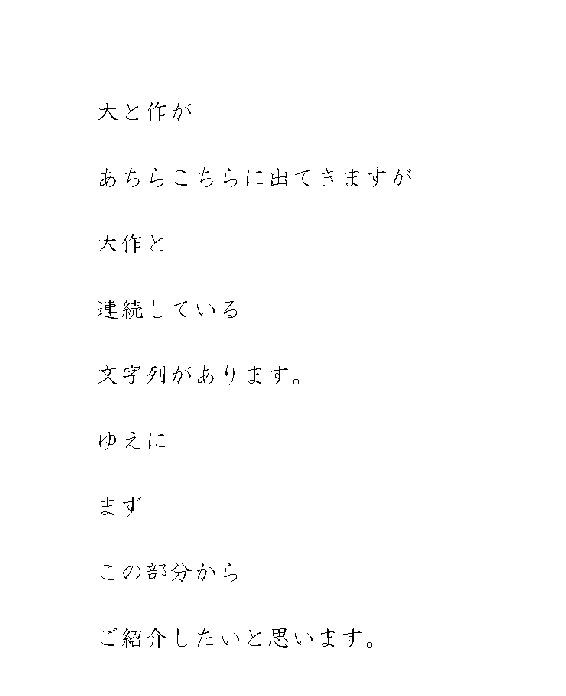 大と作が
あちらこちらに出てきますが
大作と
連続している
文字列があります。
ゆえに
まず
この部分から
ご紹介したいと思います。